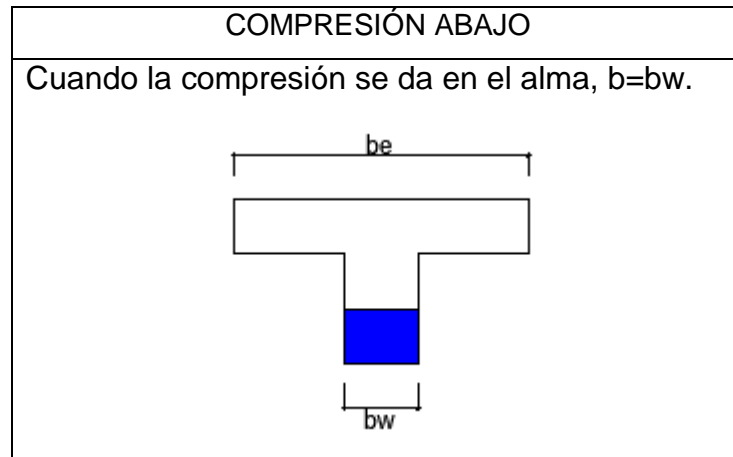 COMPRESIÓN ABAJO
Cuando la compresión se da en el alma, b=bw.
be
bw